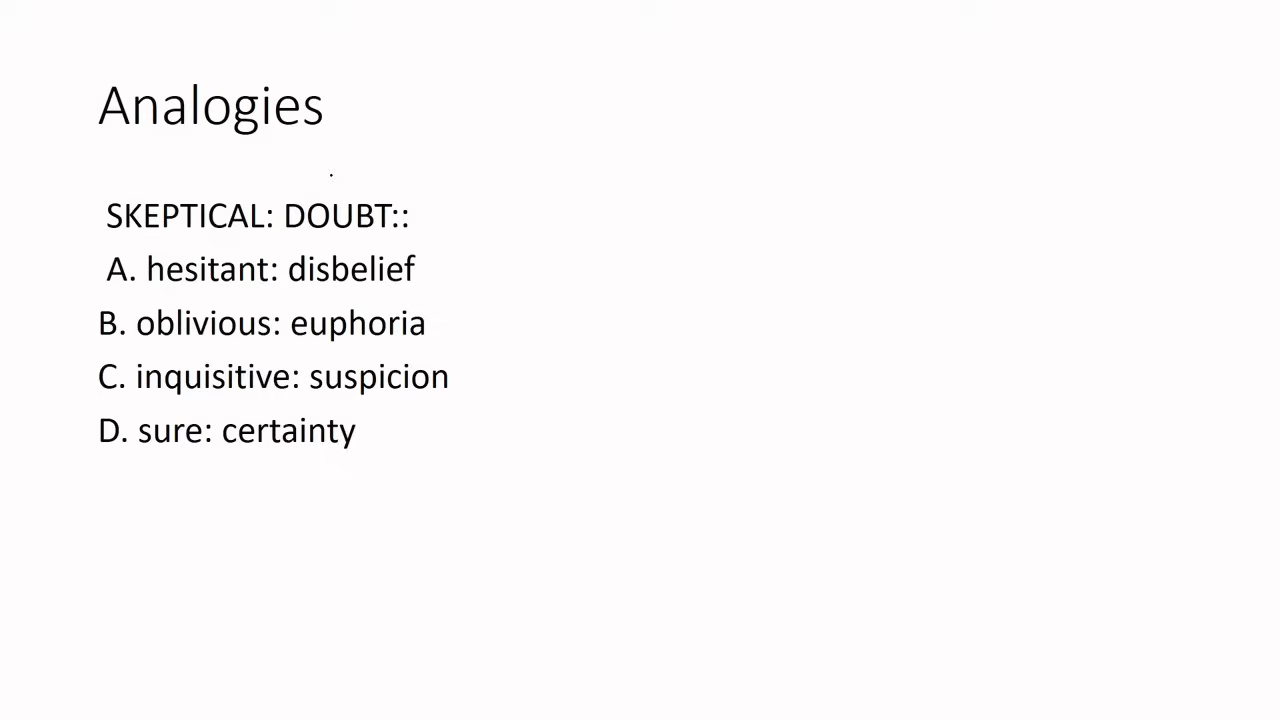 Analogies
SKEPTICAL: DOUBT::
A. hesitant: disbelief
B. oblivious: euphoria
C. inquisitive: suspicion
D. sure: certainty